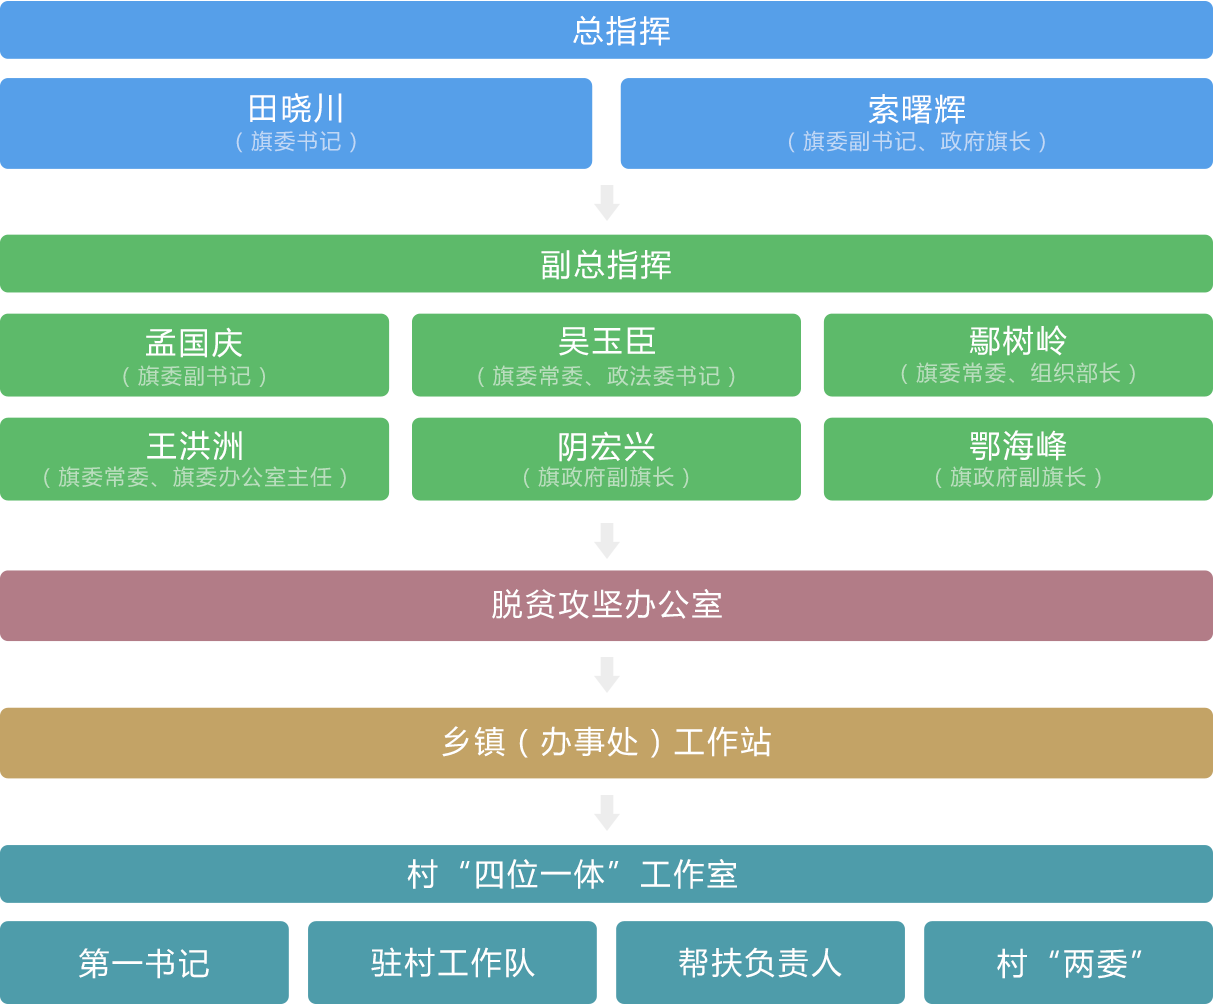 总指挥
田晓川
（旗委书记）
索曙辉
（旗委副书记、政府旗长）
副总指挥
孟国庆
（旗委副书记）
吴玉臣
（旗委常委、政法委书记）
鄢树岭
（旗委常委、组织部长）
王洪洲
（旗委常委、旗委办公室主任）
阴宏兴
（旗政府副旗长）
鄂海峰
（旗政府副旗长）
脱贫攻坚办公室
乡镇（办事处）工作站
村“四位一体”工作室
第一书记
驻村工作队
帮扶负责人
村“两委”